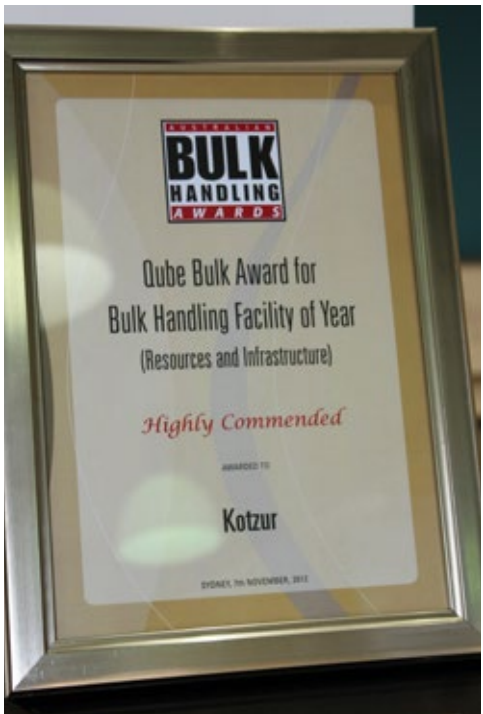 AUSTRALIAN
BULK
HANDLING
AWARDS
Qube Bulk Award for
Bulk Handling Facility of Year
(Resources and Infrastructure)
Highly Commended
AWARDED TO
Kotzur
SYDNEY, 7th NOVEMBER, 2012